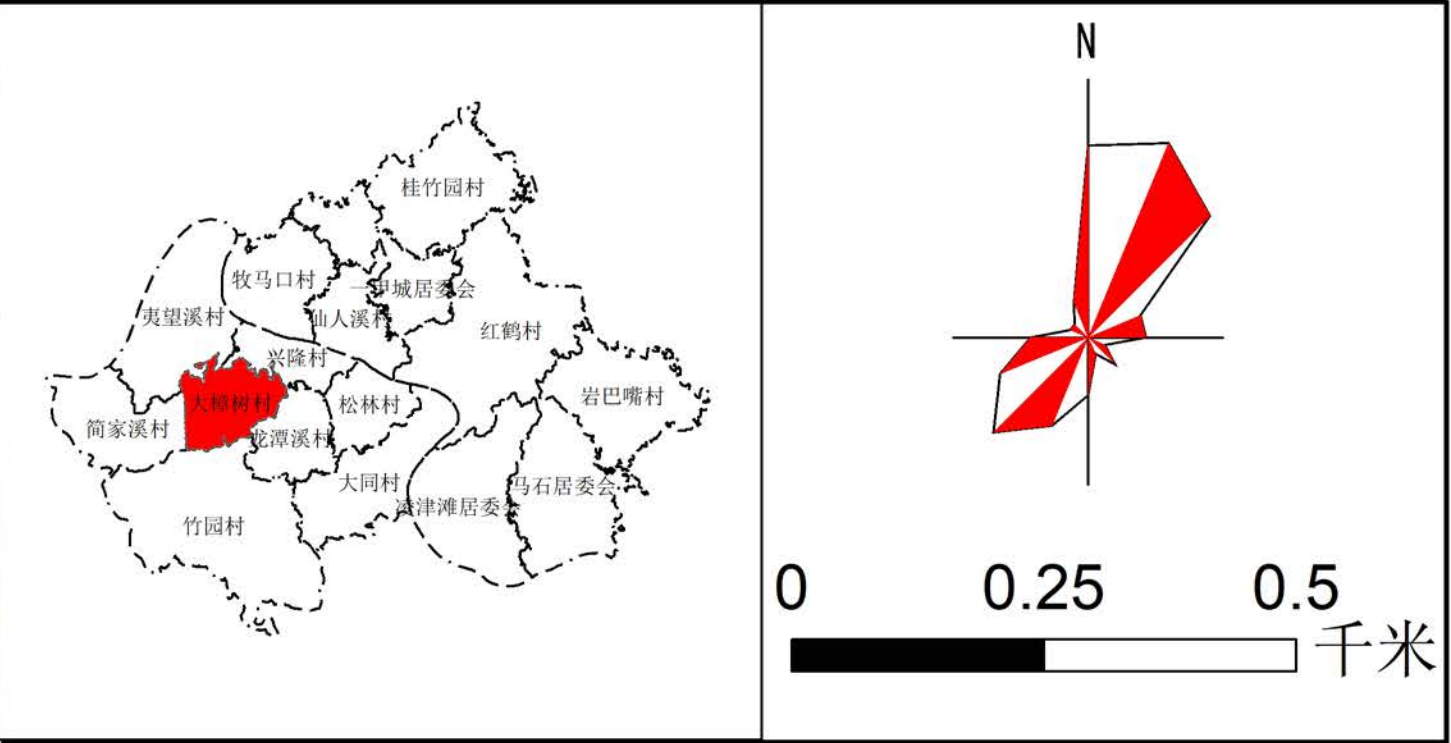 桂竹园村
牧马口村
一甲城居委会
夷望溪村
仙人溪村
红鹤村
兴隆村
岩巴嘴村
大樟树村
松林村
简家溪村
龙潭溪村
大同村
马石居委会
凌津滩居委会
竹园村
N
0 0.25 0.5
千米